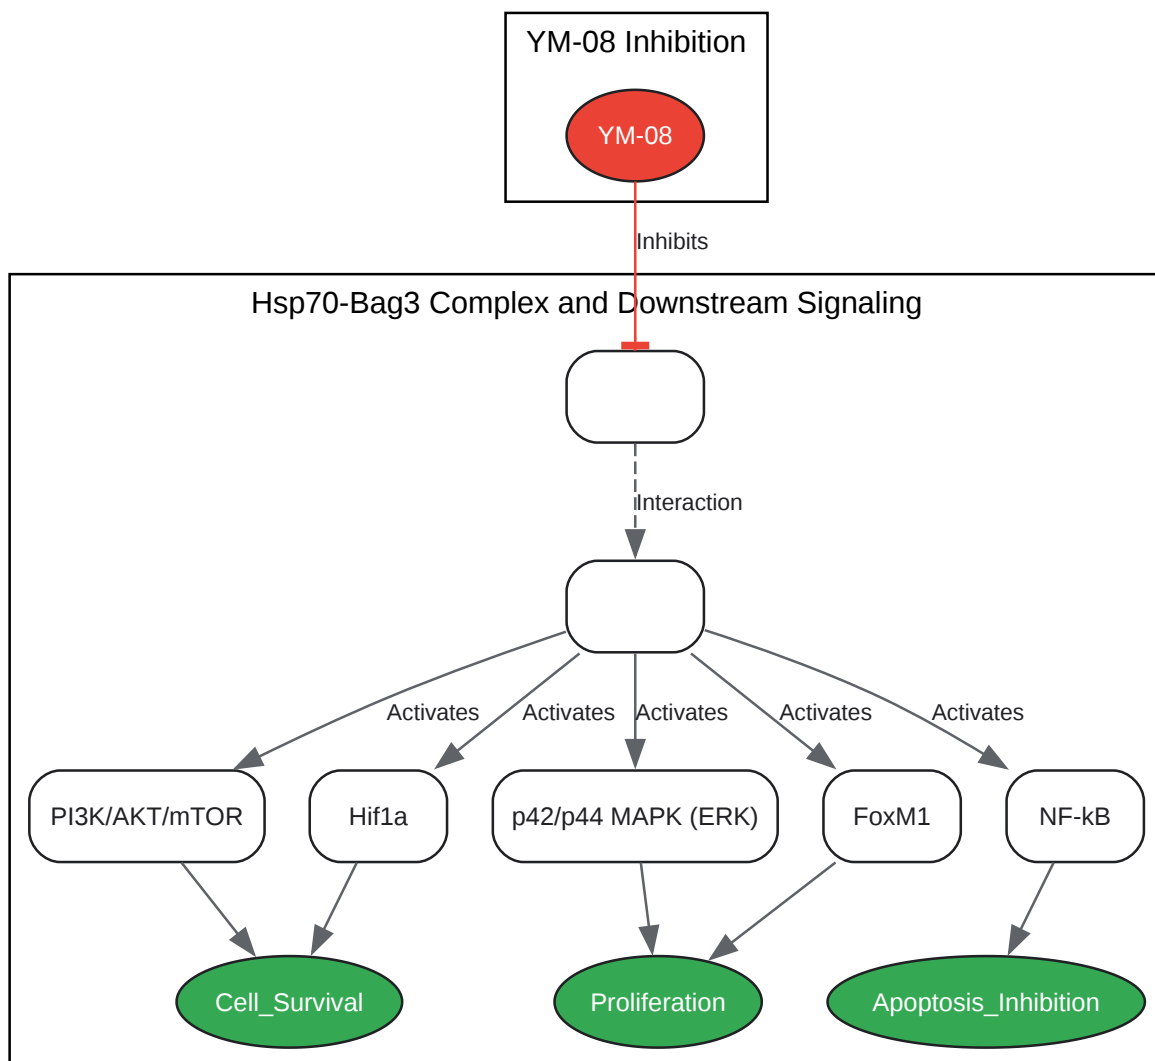 YM-08 Inhibition
YM-08
Inhibits
Hsp70-Bag3 Complex and Downstream Signaling
Interaction
Activates
Activates
Activates
Activates
Activates
PI3K/AKT/mTOR
Hif1a
p42/p44 MAPK (ERK)
FoxM1
NF-kB
Cell_Survival
Proliferation
Apoptosis_Inhibition